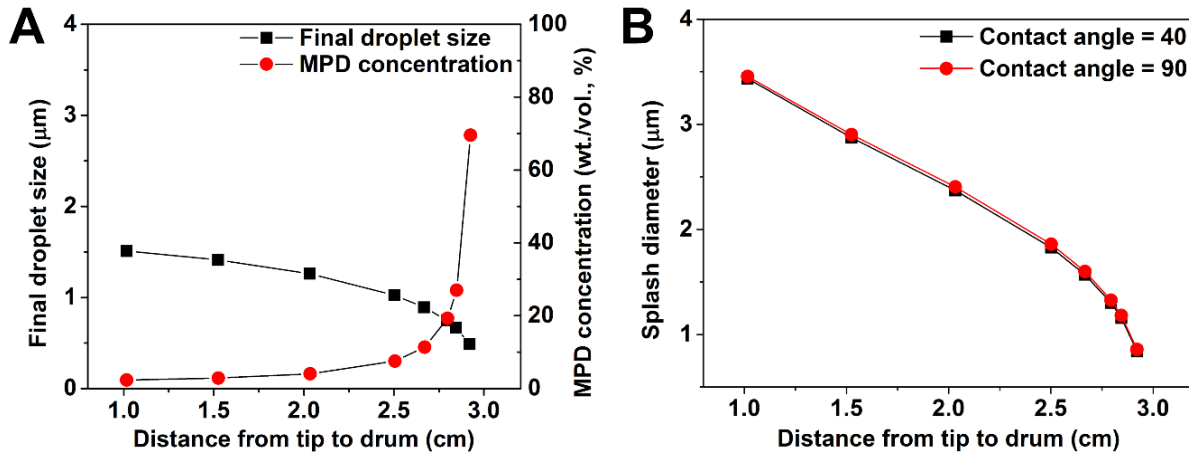 A
Final droplet size
MPD concentration
Final droplet size (μm)
4
3
2
1
0
MPD concentration (wt./vol., %)
100
80
60
40
20
0
1.0 1.5 2.0 2.5 3.0
Distance from tip to drum (cm)
B
Contact angle = 40
Contact angle = 90
Splash diameter (μm)
4
3
2
1
1.0 1.5 2.0 2.5 3.0
Distance from tip to drum (cm)